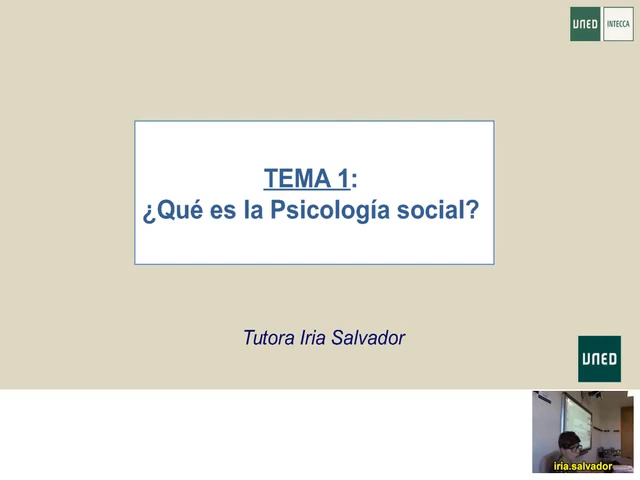 UNED INTECCA
TEMA 1:
¿Qué es la Psicología social?
Tutora Iria Salvador
UNED
iria.salvador